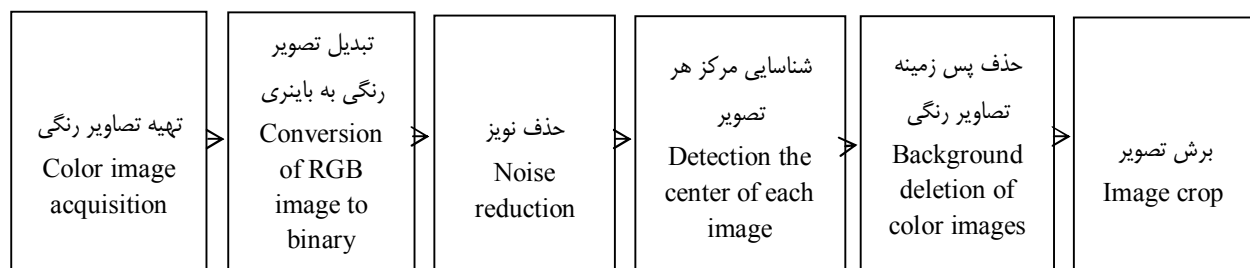 تهیه تصاویر رنگی
Color image
acquisition
تبدیل تصویر
رنگی به باینری
Conversion
of RGB
image to
binary
حذف نویز
Noise
reduction
شناسایی مرکز هر
تصویر
Detection the
center of each
image
حذف پس زمینه
تصاویر رنگی
Background
deletion of
color images
برش تصویر
Image crop